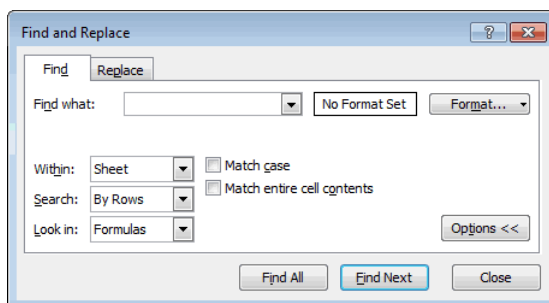 Find and Replace
Find Replace
Find what: No Format Set Format...
Within: Sheet Match case
Match entire cell contents
Search: By Rows
Look in: Formulas Options <<
Find All Find Next Close